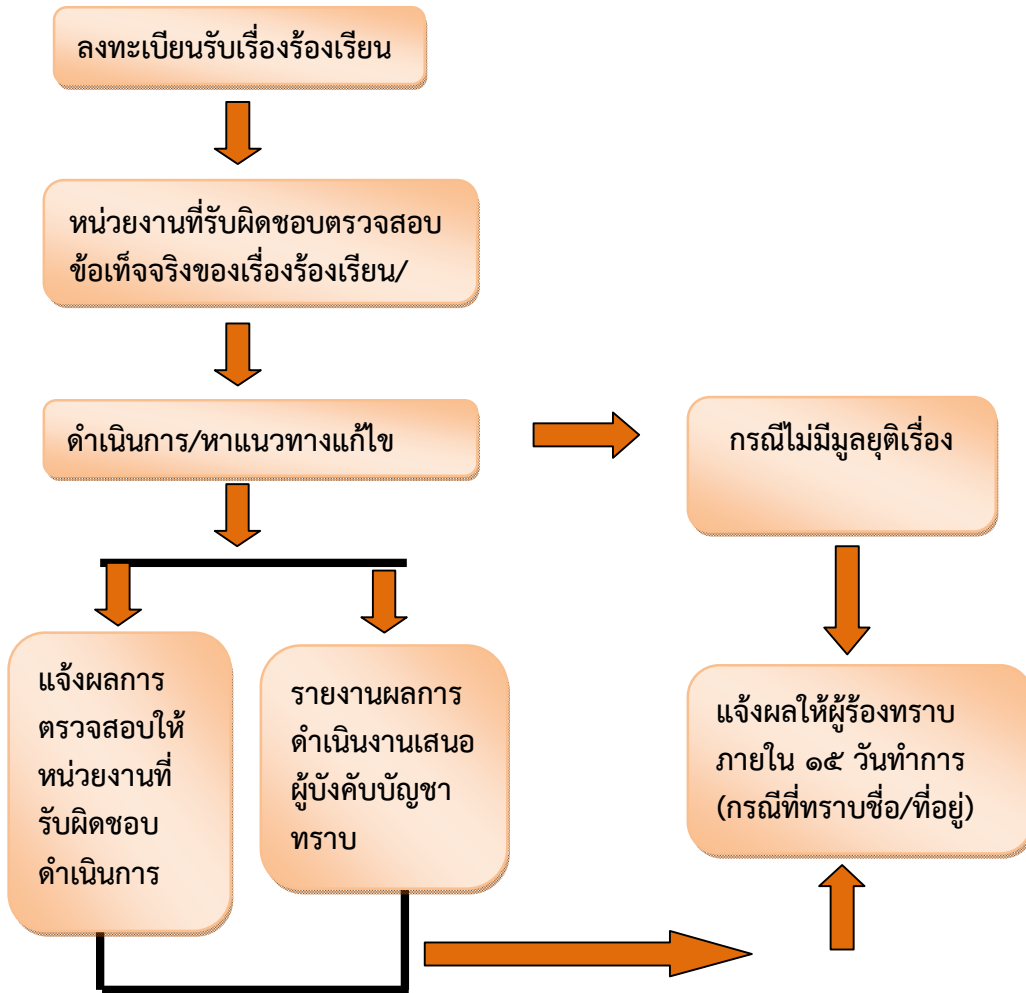 ลงทะเบียนรับเรื่องร้องเรียน
หน่วยงานที่รับผิดชอบตรวจสอบ
ข้อเท็จจริงของเรื่องร้องเรียน/
ดำเนินการ/หาแนวทางแก้ไข
กรณีไม่มีมูลยุติเรื่อง
แจ้งผลการ
ตรวจสอบให้
หน่วยงานที่
รับผิดชอบ
ดำเนินการ
รายงานผลการ
ดำเนินงานเสนอ
ผู้บังคับบัญชา
ทราบ
แจ้งผลให้ผู้ร้องทราบ
ภายใน ๑๕ วันทำการ
(กรณีที่ทราบชื่อ/ที่อยู่)